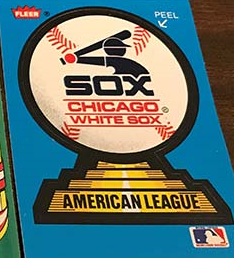 FLEER
PEEL
SOX
CHICAGO ®
WHITE SOX
AMERICAN LEAGUE